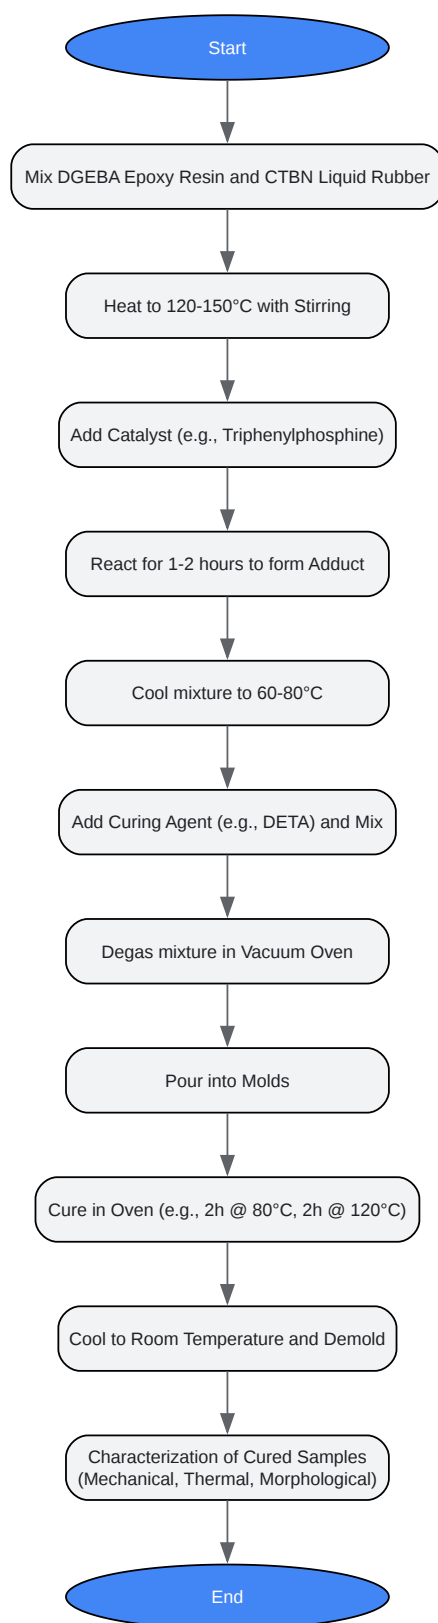 Start
Mix DGEBA Epoxy Resin and CTBN Liquid Rubber
Heat to 120-150°C with Stirring
Add Catalyst (e.g., Triphenylphosphine)
React for 1-2 hours to form Adduct
Cool mixture to 60-80°C
Add Curing Agent (e.g., DETA) and Mix
Degas mixture in Vacuum Oven
Pour into Molds
Cure in Oven (e.g., 2h @ 80°C, 2h @ 120°C)
Cool to Room Temperature and Demold
Characterization of Cured Samples
(Mechanical, Thermal, Morphological)
End